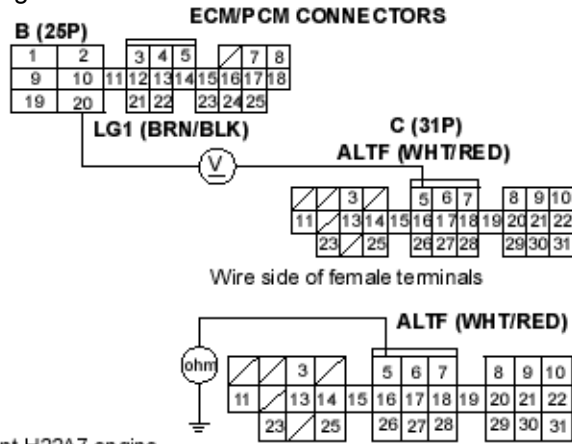 ECM/PCM CONNECTORS
B (25P)
1 2 3 4 5 7 8
9 10 11 12 13 14 15 16 17 18
19 20 21 22 23 24 25
LG1 (BRN/BLK)
C (31P)
ALTF (WHT/RED)
V
3 5 6 7 8 9 10
11 13 14 15 16 17 18 19 20 21 22
23 25 26 27 28 29 30 31
Wire side of female terminals
ALTF (WHT/RED)
ohm
3 5 6 7 8 9 10
11 13 14 15 16 17 18 19 20 21 22
23 25 26 27 28 29 30 31